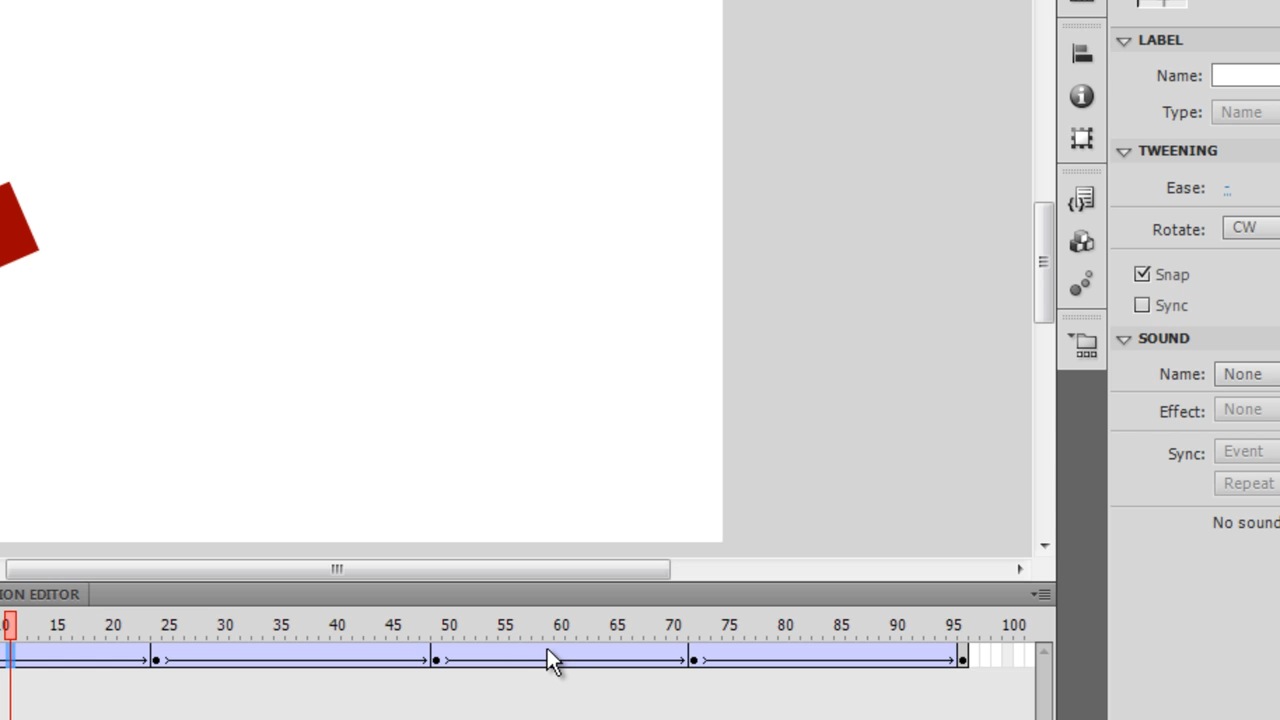 LABEL
Name:
Type: Name
TWEENING
Ease: -
Rotate: CW
Snap
Sync
SOUND
Name: None
Effect: None
Sync: Event
Repeat
No sound
ION EDITOR
0 15 20 25 30 35 40 45 50 55 60 65 70 75 80 85 90 95 100